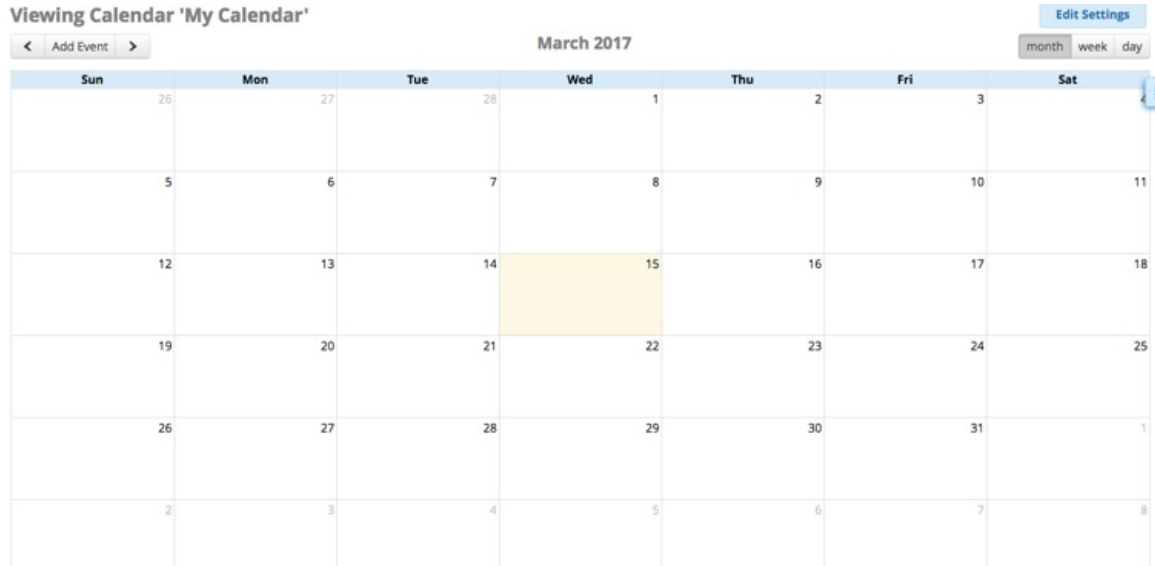 Viewing Calendar 'My Calendar'
Edit Settings
< Add Event >
March 2017
month week day
Sun Mon Tue Wed Thu Fri Sat
26 27 28 1 2 3 4
5 6 7 8 9 10 11
12 13 14 15 16 17 18
19 20 21 22 23 24 25
26 27 28 29 30 31 1
2 3 4 5 6 7 8